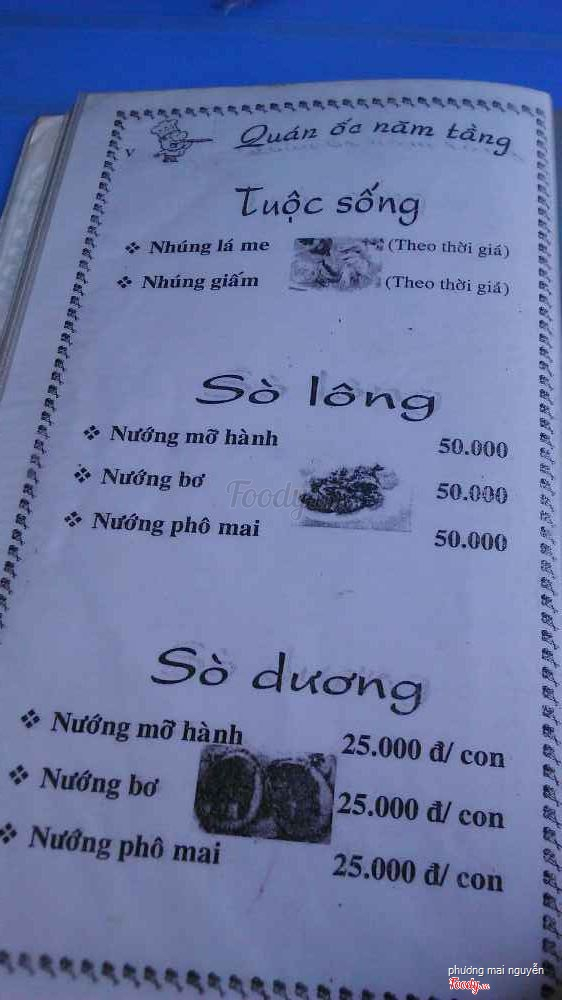 Quán ốc năm tầng
V
Tuộc sống
❖ Nhúng lá me (Theo thời giá)
❖ Nhúng giấm (Theo thời giá)
Sò lông
❖ Nướng mỡ hành 50.000
❖ Nướng bơ 50.000
❖ Nướng phô mai 50.000
Foody
Sò dương
❖ Nướng mỡ hành 25.000 đ/ con
❖ Nướng bơ 25.000 đ/ con
❖ Nướng phô mai 25.000 đ/ con
phương mai nguyễn
Foody.vn